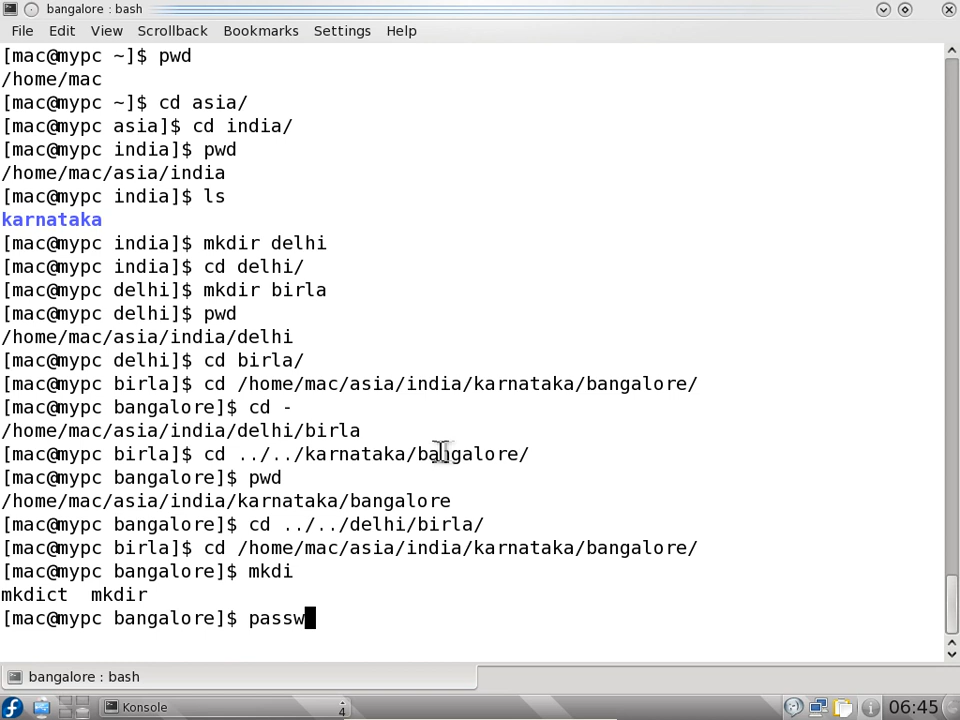 bangalore : bash
File Edit View Scrollback Bookmarks Settings Help
[mac@mypc ~]$ pwd
/home/mac
[mac@mypc ~]$ cd asia/
[mac@mypc asia]$ cd india/
[mac@mypc india]$ pwd
/home/mac/asia/india
[mac@mypc india]$ ls
karnataka
[mac@mypc india]$ mkdir delhi
[mac@mypc india]$ cd delhi/
[mac@mypc delhi]$ mkdir birla
[mac@mypc delhi]$ pwd
/home/mac/asia/india/delhi
[mac@mypc delhi]$ cd birla/
[mac@mypc birla]$ cd /home/mac/asia/india/karnataka/bangalore/
[mac@mypc bangalore]$ cd -
/home/mac/asia/india/delhi/birla
[mac@mypc birla]$ cd ../../karnataka/bangalore/
[mac@mypc bangalore]$ pwd
/home/mac/asia/india/karnataka/bangalore
[mac@mypc bangalore]$ cd ../../delhi/birla/
[mac@mypc birla]$ cd /home/mac/asia/india/karnataka/bangalore/
[mac@mypc bangalore]$ mkdi
mkdict  mkdir
[mac@mypc bangalore]$ passw
bangalore : bash
Konsole 4 06:45